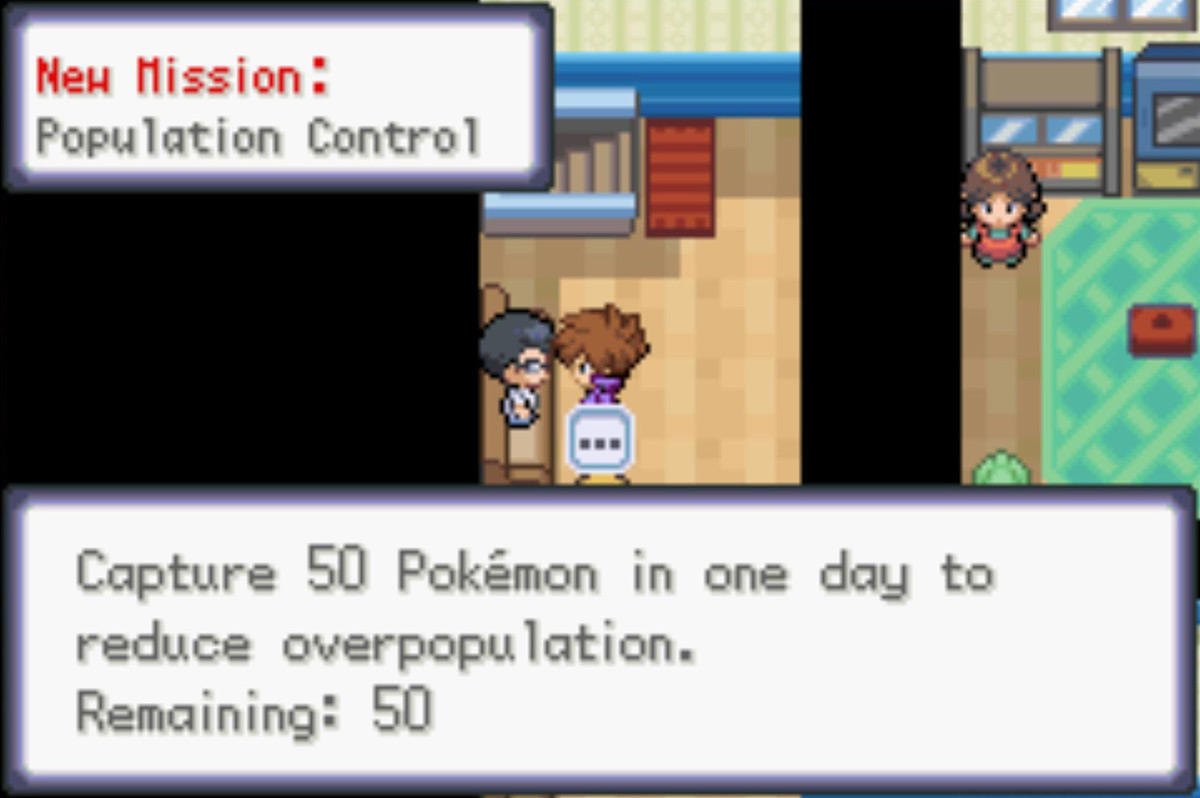 New Mission:
Population Control
...
Capture 50 Pokémon in one day to
reduce overpopulation.
Remaining: 50